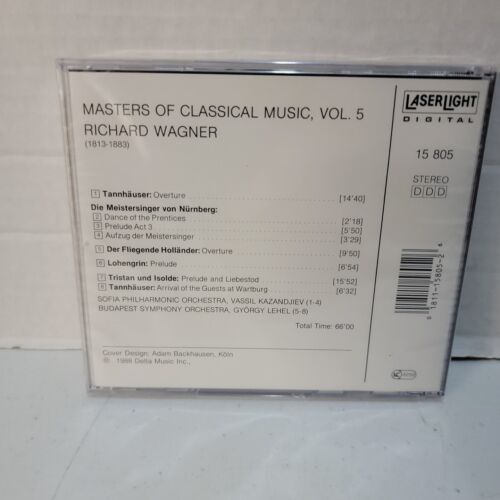 MASTERS OF CLASSICAL MUSIC, VOL. 5
RICHARD WAGNER
(1813-1883)
LASERLIGHT
DIGITAL
15 805
STEREO
DDD
1 Tannhäuser: Overture [14'40]
Die Meistersinger von Nürnberg:
2 Dance of the Prentices [2'18]
3 Prelude Act 3 [5'50]
4 Aufzug der Meistersinger [3'29]
5 Der Fliegende Holländer: Overture [9'50]
6 Lohengrin: Prelude [6'54]
7 Tristan und Isolde: Prelude and Liebestod [15'52]
8 Tannhäuser: Arrival of the Guests at Wartburg [6'32]
SOFIA PHILHARMONIC ORCHESTRA, VASSIL KAZANDJIEV (1-4)
BUDAPEST SYMPHONY ORCHESTRA, GYÖRGY LEHEL (5-8)
Total Time: 66'00
Cover Design: Adam Backhausen, Köln
℗ 1988 Delta Music Inc.,
0 1811-15805-2 6